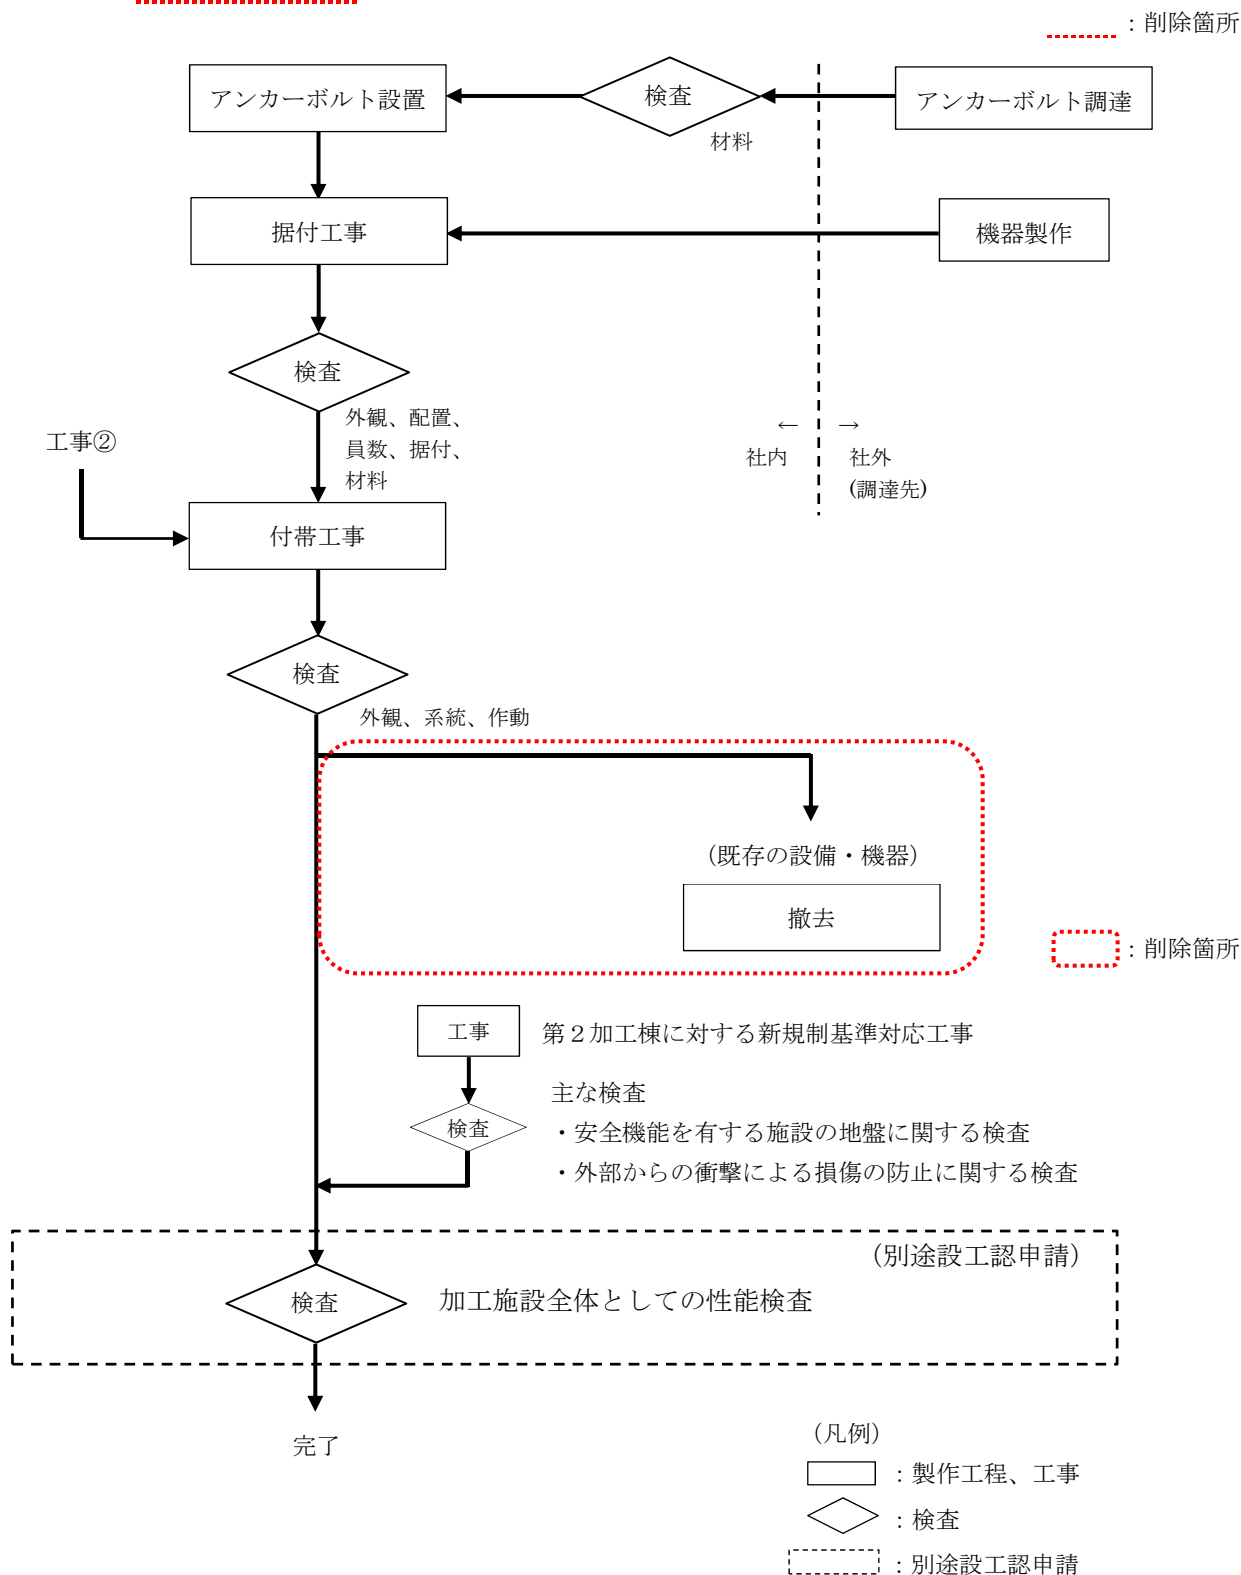 ：削除箇所
アンカーボルト設置
検査
アンカーボルト調達
材料
据付工事
機器製作
検査
外観、配置、
員数、据付、
材料
工事②
← →
社内 社外
(調達先)
付帯工事
検査
外観、系統、作動
（既存の設備・機器）
撤去
：削除箇所
工事
第２加工棟に対する新規制基準対応工事
検査
主な検査
・安全機能を有する施設の地盤に関する検査
・外部からの衝撃による損傷の防止に関する検査
（別途設工認申請）
検査
加工施設全体としての性能検査
完了
（凡例）
：製作工程、工事
：検査
：別途設工認申請